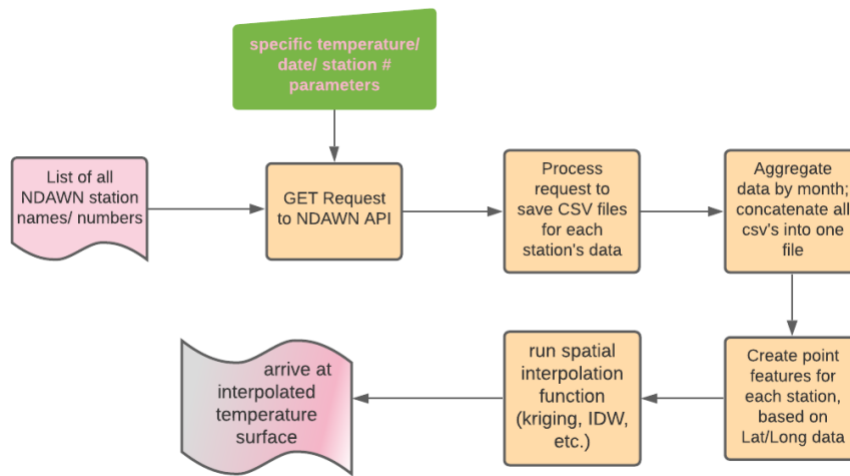 specific temperature/
date/ station #
parameters
List of all
NDAWN station
names/ numbers
GET Request
to NDAWN API
Process
request to
save CSV files
for each
station's data
Aggregate
data by month;
concatenate all
csv's into one
file
Create point
features for
each station,
based on
Lat/Long data
run spatial
interpolation
function
(kriging, IDW,
etc.)
arrive at
interpolated
temperature
surface